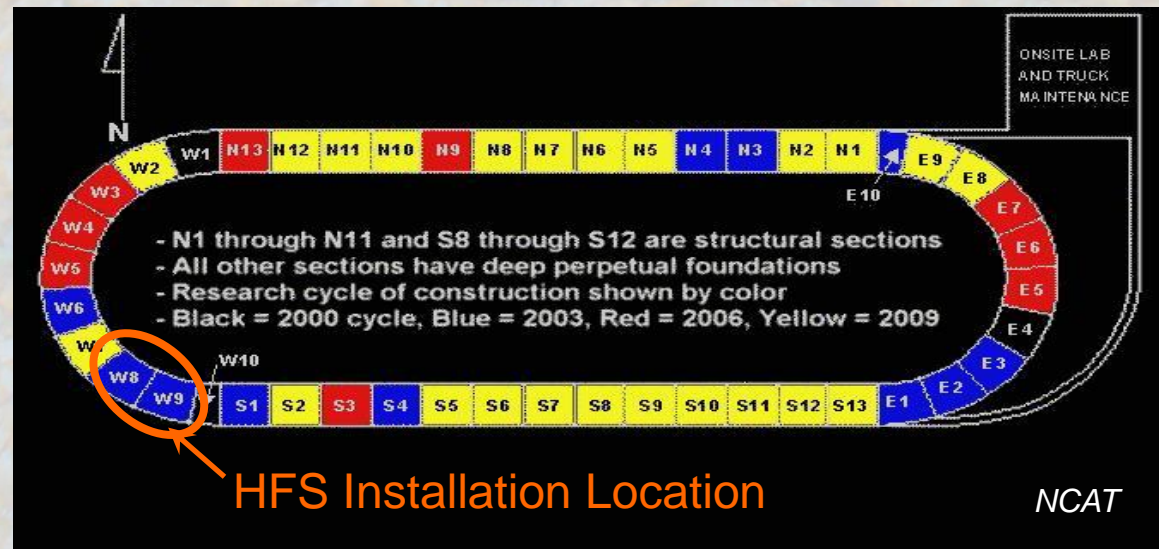 ONSITE LAB
AND TRUCK
MAINTENANCE
N
W1 N13 N12 N11 N10 N9 N8 N7 N6 N5 N4 N3 N2 N1
W2 E9
E8
E10
W3 E7
W4 E6
W5 E5
W6 E4
- N1 through N11 and S8 through S12 are structural sections
- All other sections have deep perpetual foundations
- Research cycle of construction shown by color
- Black = 2000 cycle, Blue = 2003, Red = 2006, Yellow = 2009
W10
W8 E3
W9 E2
S1 S2 S3 S4 S5 S6 S7 S8 S9 S10 S11 S12 S13 E1
HFS Installation Location
NCAT